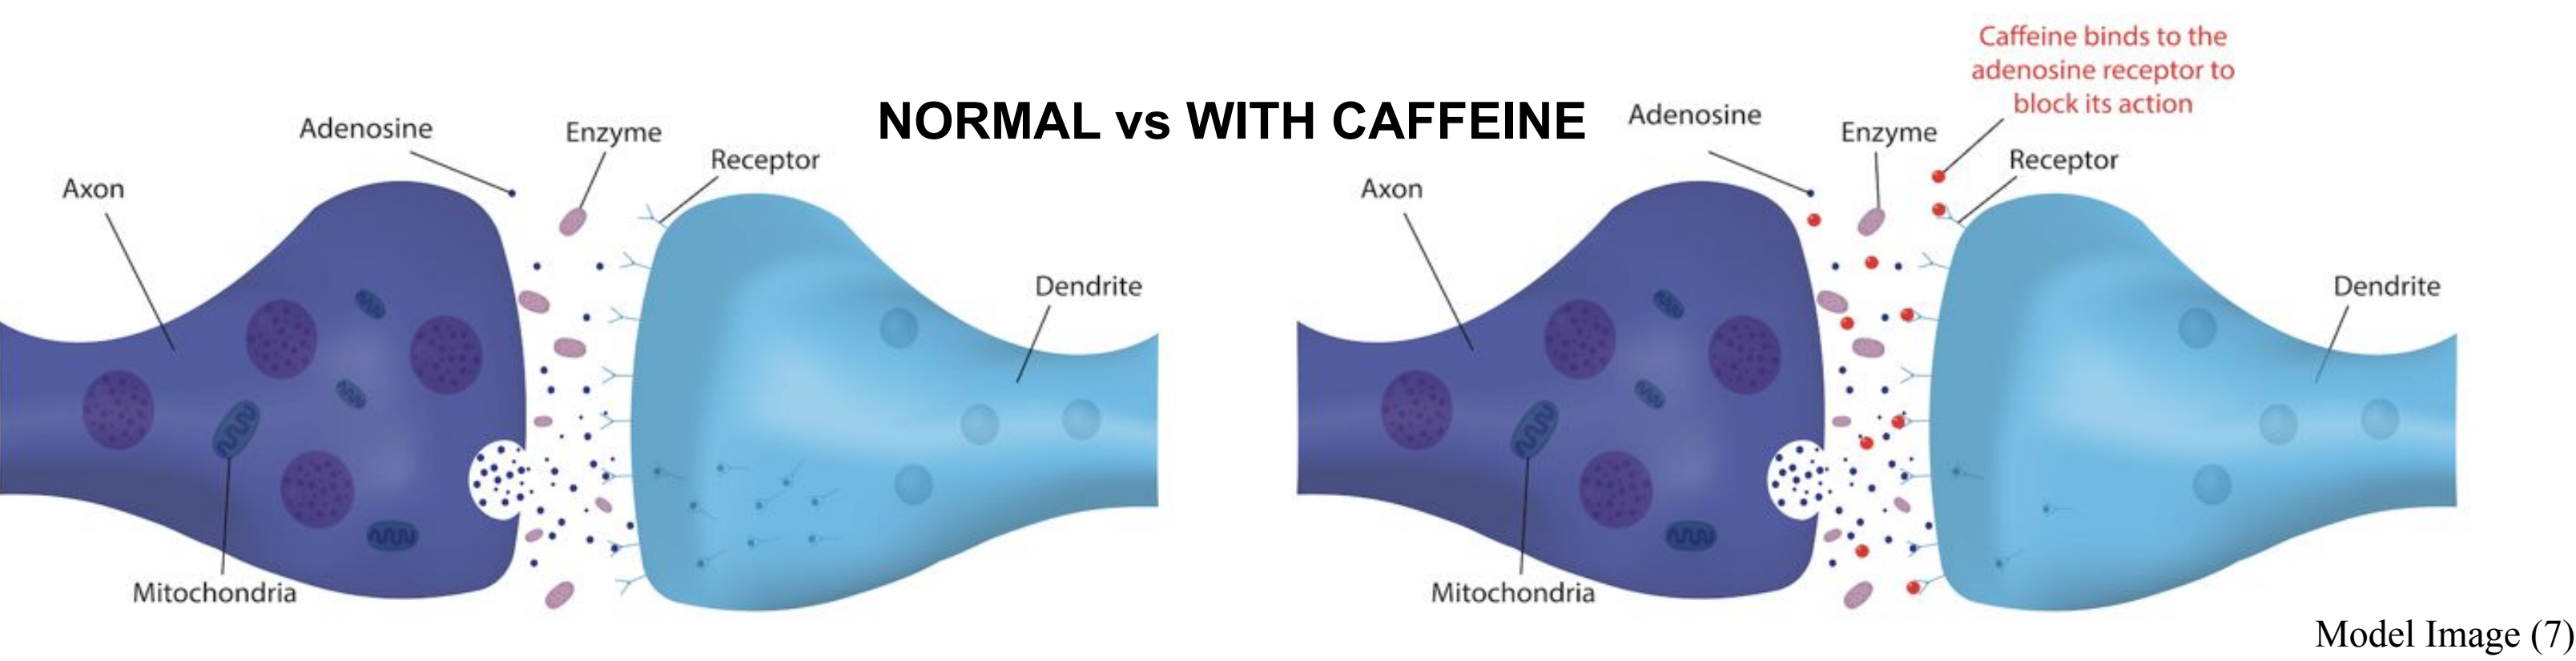 NORMAL vs WITH CAFFEINE
Adenosine
Enzyme
Receptor
Axon
Dendrite
Mitochondria
Caffeine binds to the
adenosine receptor to
block its action
Adenosine
Enzyme
Receptor
Axon
Dendrite
Mitochondria
Model Image (7)